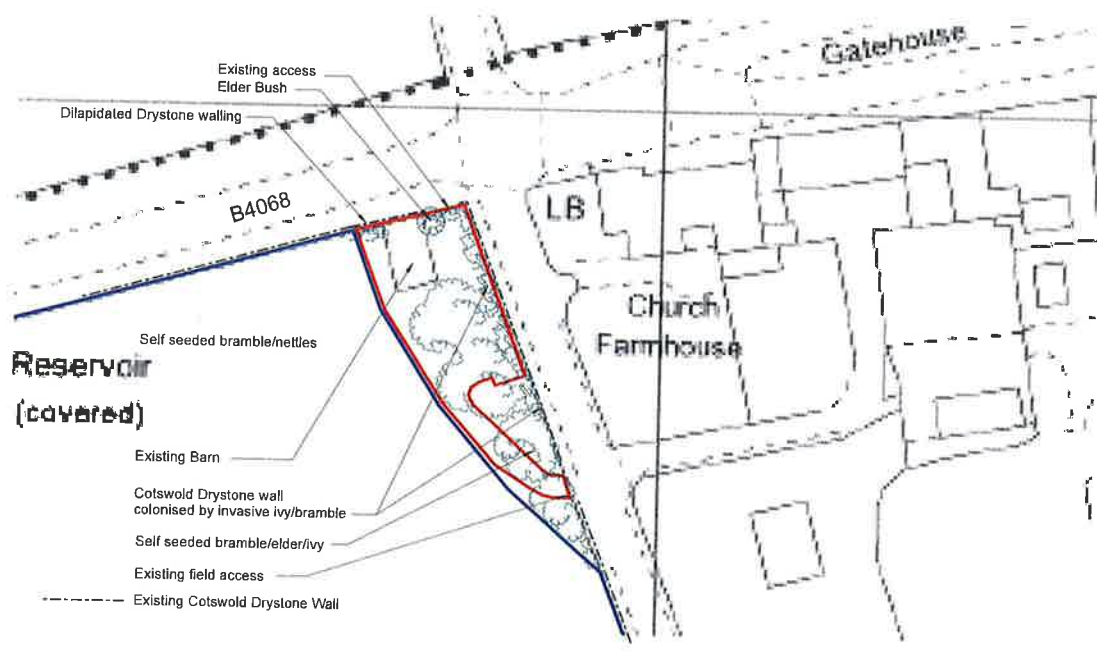 Gatehouse
Existing access
Elder Bush
Dilapidated Drystone walling
B4068
LB
Church
Farmhouse
Self seeded bramble/nettles
Reservoir
(covered)
Existing Barn
Cotswold Drystone wall
colonised by invasive ivy/bramble
Self seeded bramble/elder/ivy
Existing field access
Existing Cotswold Drystone Wall